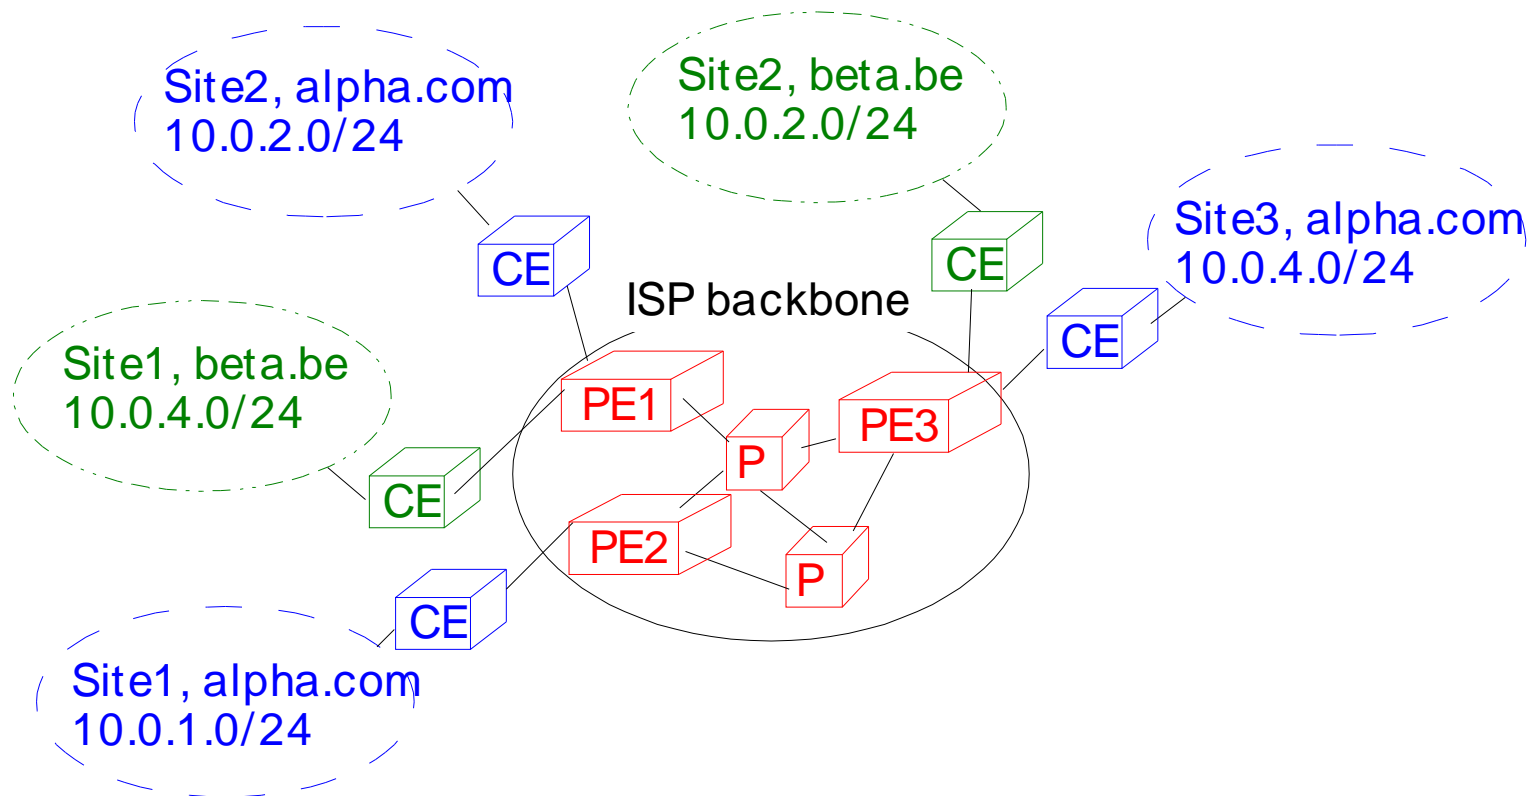 Site2, alpha.com
10.0.2.0/24
Site2, beta.be
10.0.2.0/24
Site3, alpha.com
10.0.4.0/24
CE
CE
ISP backbone
CE
Site1, beta.be
10.0.4.0/24
PE1
PE3
P
CE
PE2
P
CE
Site1, alpha.com
10.0.1.0/24